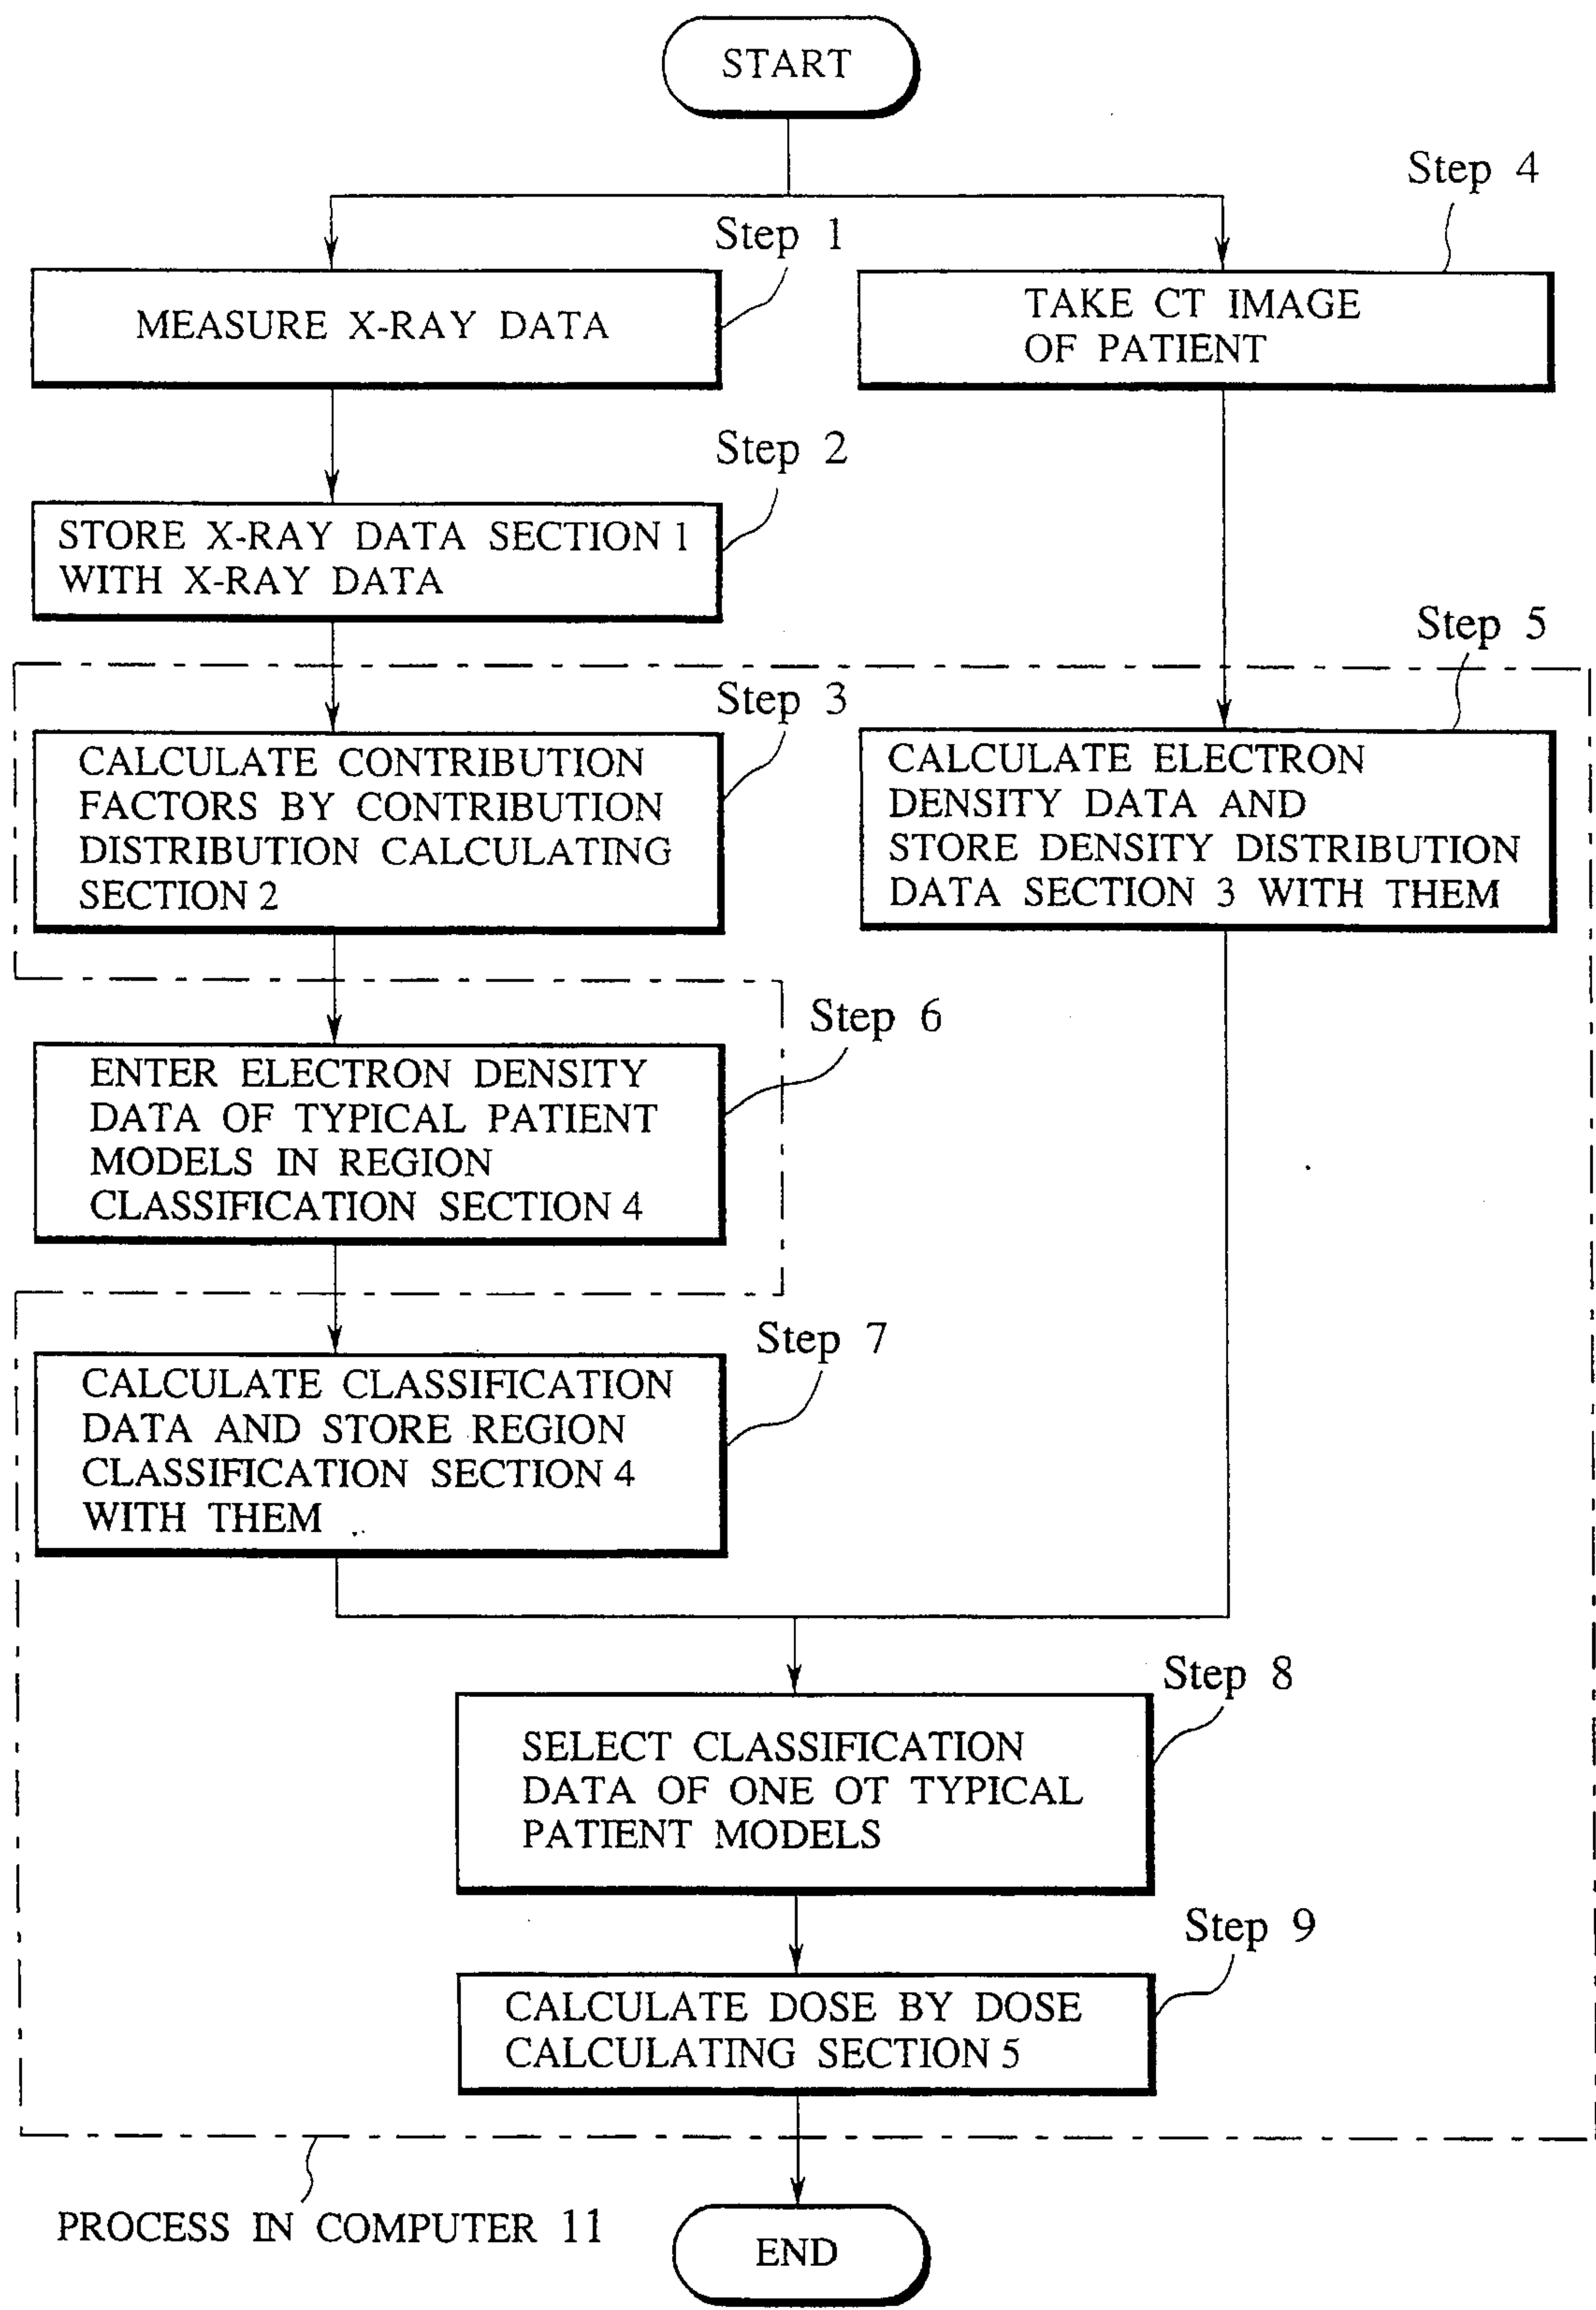 START
Step 4
Step 1
MEASURE X-RAY DATA
TAKE CT IMAGE
OF PATIENT
Step 2
STORE X-RAY DATA SECTION 1
WITH X-RAY DATA
Step 5
Step 3
CALCULATE CONTRIBUTION
FACTORS BY CONTRIBUTION
DISTRIBUTION CALCULATING
SECTION 2
CALCULATE ELECTRON
DENSITY DATA AND
STORE DENSITY DISTRIBUTION
DATA SECTION 3 WITH THEM
Step 6
ENTER ELECTRON DENSITY
DATA OF TYPICAL PATIENT
MODELS IN REGION
CLASSIFICATION SECTION 4
Step 7
CALCULATE CLASSIFICATION
DATA AND STORE REGION
CLASSIFICATION SECTION 4
WITH THEM
Step 8
SELECT CLASSIFICATION
DATA OF ONE OT TYPICAL
PATIENT MODELS
Step 9
CALCULATE DOSE BY DOSE
CALCULATING SECTION 5
PROCESS IN COMPUTER 11
END